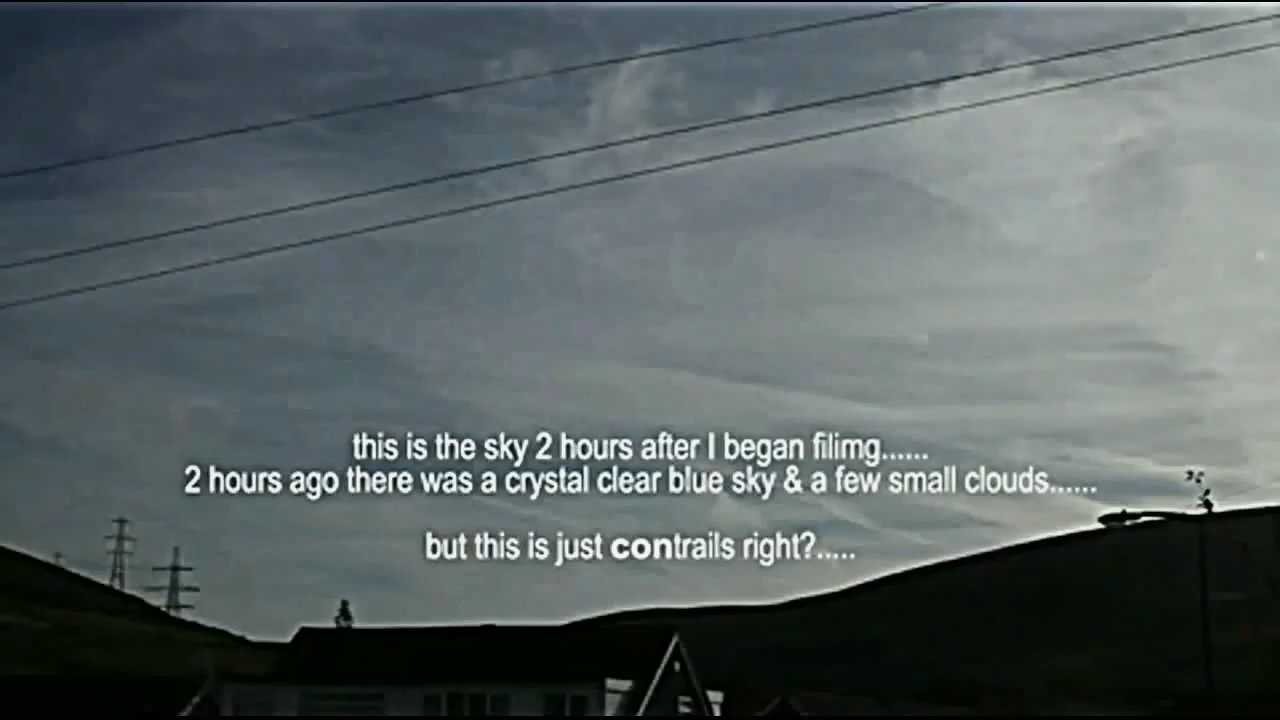 this is the sky 2 hours after I began filimg......
2 hours ago there was a crystal clear blue sky & a few small clouds......
but this is just contrails right?.....